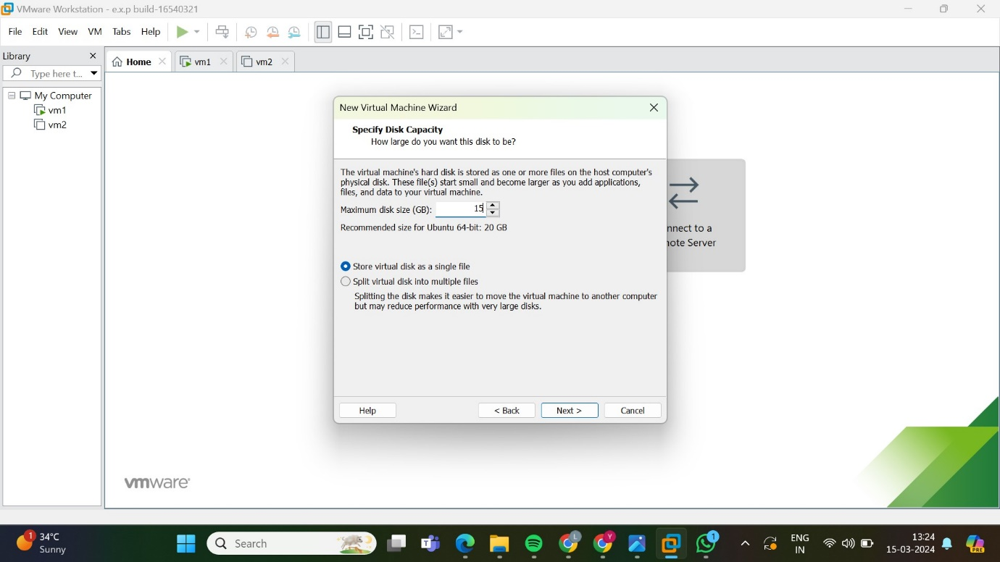 VMware Workstation - e.x.p build-16540321
File Edit View VM Tabs Help
Library
Home
vm1
vm2
Type here t...
My Computer
vm1
vm2
New Virtual Machine Wizard
Specify Disk Capacity
How large do you want this disk to be?
The virtual machine's hard disk is stored as one or more files on the host computer's
physical disk. These file(s) start small and become larger as you add applications,
files, and data to your virtual machine.
Maximum disk size (GB): 15
Recommended size for Ubuntu 64-bit: 20 GB
Store virtual disk as a single file
Split virtual disk into multiple files
Splitting the disk makes it easier to move the virtual machine to another computer
but may reduce performance with very large disks.
Help
< Back
Next >
Cancel
nnect to a
note Server
vmware
1
34°C
Sunny
Search
T
L
Y
1
ENG
IN
13:24
15-03-2024
PRE